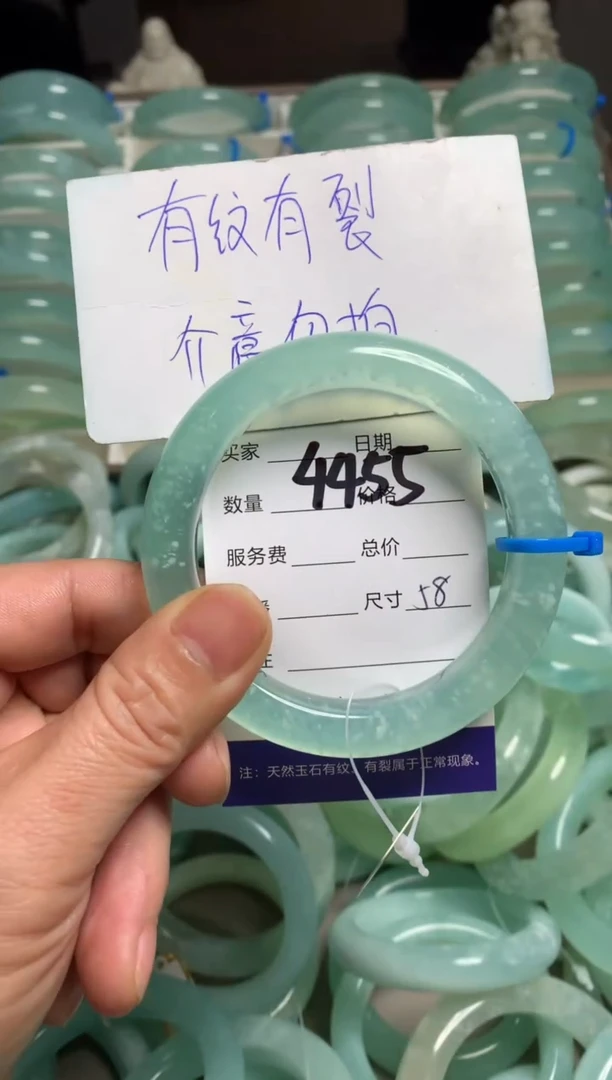 有纹有裂
介意勿拍
买家 日期
4455
数量 价格
服务费 总价
尺寸 58
注：天然玉石有纹、有裂属于正常现象。